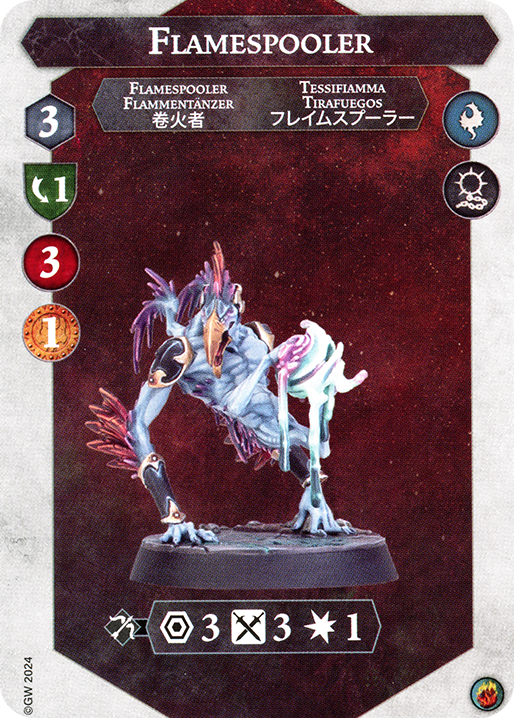 FLAMESPOOLER
FLAMESPOOLER
FLAMMENTÄNZER
卷火者
TESSIFIAMMA
TIRAFUEGOS
フレイムスプーラー
3
1
3
1
3 3 1
©GW 2024